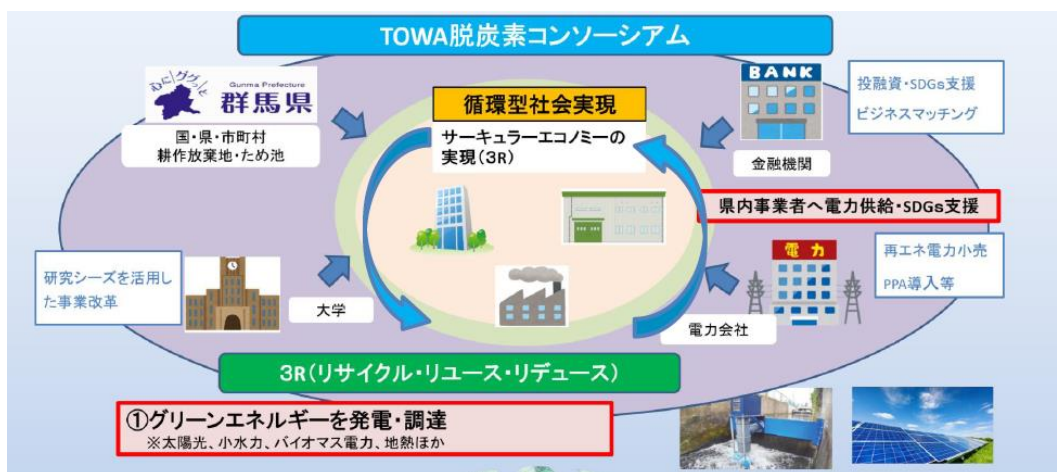 TOWA脱炭素コンソーシアム
心にググっと
Gunma Prefecture
群馬県
国・県・市町村
耕作放棄地・ため池
循環型社会実現
サーキュラーエコノミーの
実現(3R)
BANK
金融機関
投融資・SDGs支援
ビジネスマッチング
県内事業者へ電力供給・SDGs支援
研究シーズを活用し
た事業改革
大学
電力
電力会社
再エネ電力小売
PPA導入等
3R(リサイクル・リユース・リデュース)
①グリーンエネルギーを発電・調達
※太陽光、小水力、バイオマス電力、地熱ほか